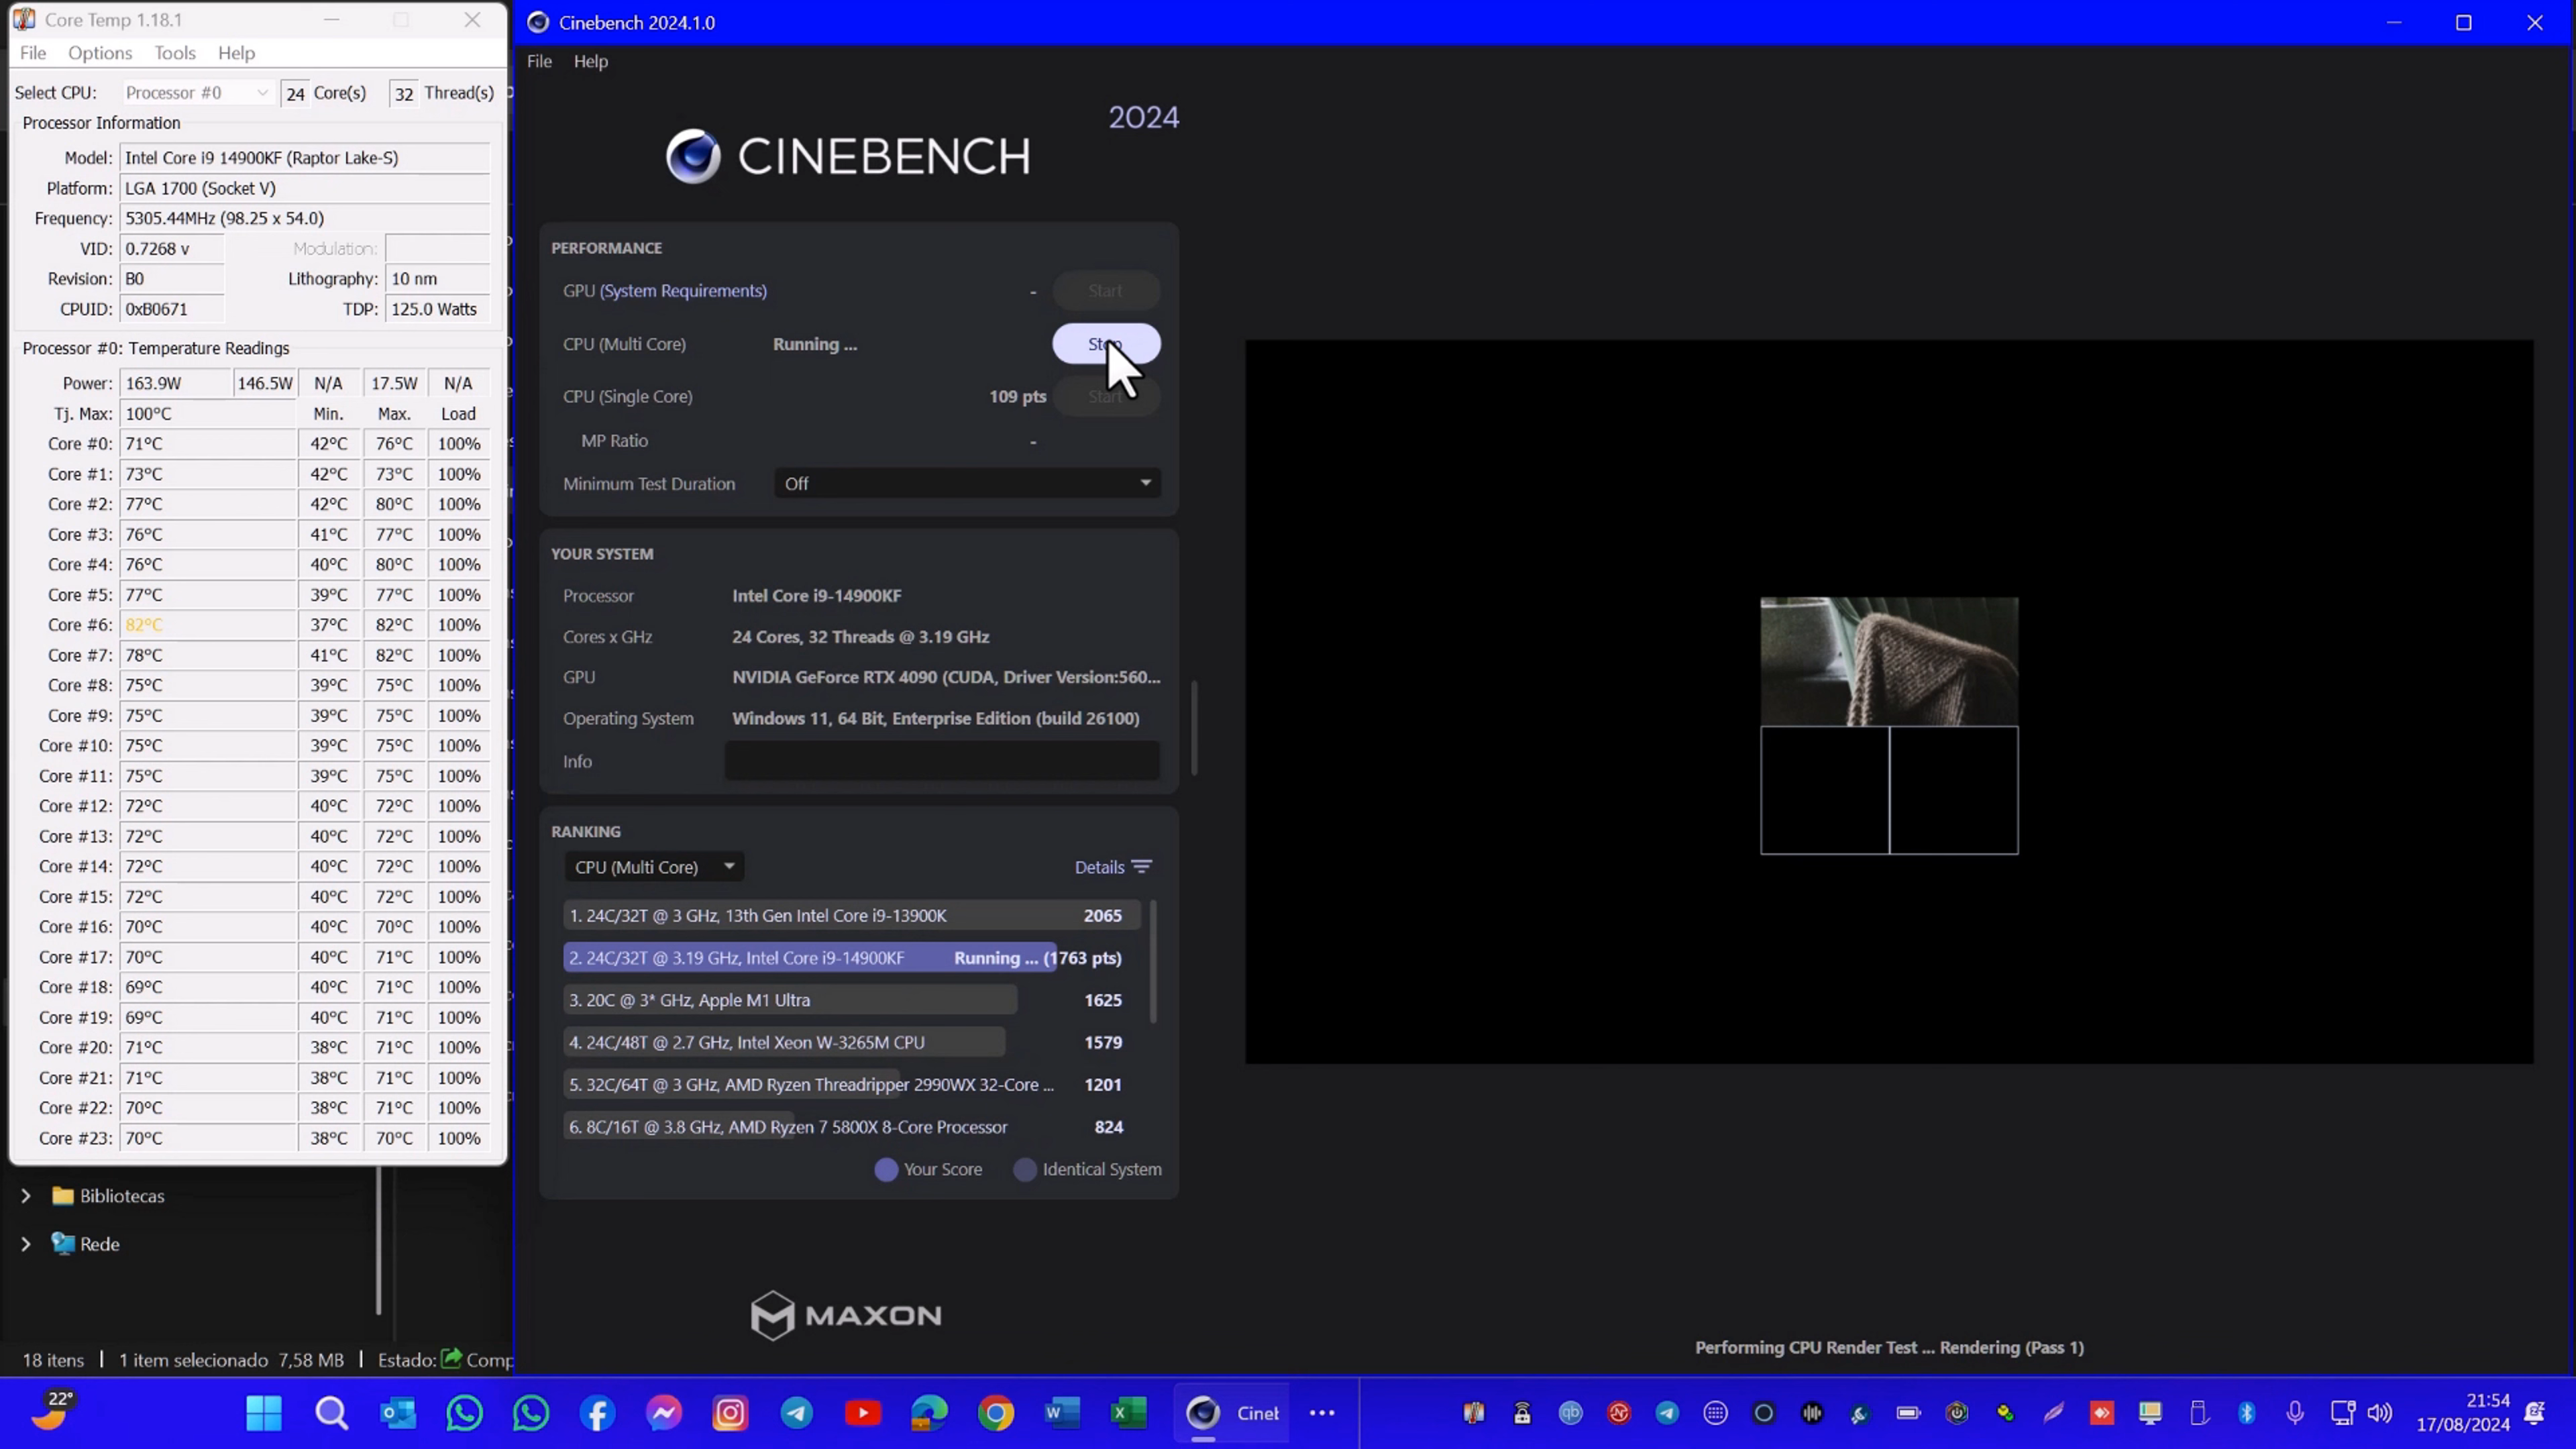 Core Temp 1.18.1
File Options Tools Help
Select CPU: Processor #0 24 Core(s) 32 Thread(s)
Processor Information
Model: Intel Core i9 14900KF (Raptor Lake-S)
Platform: LGA 1700 (Socket V)
Frequency: 5305.44MHz (98.25 x 54.0)
VID: 0.7268 v Modulation:
Revision: B0 Lithography: 10 nm
CPUID: 0xB0671 TDP: 125.0 Watts
Processor #0: Temperature Readings
Power: 163.9W 146.5W N/A 17.5W N/A
Tj. Max: 100°C Min. Max. Load
Core #0: 71°C 42°C 76°C 100%
Core #1: 73°C 42°C 73°C 100%
Core #2: 77°C 42°C 80°C 100%
Core #3: 76°C 41°C 77°C 100%
Core #4: 76°C 40°C 80°C 100%
Core #5: 77°C 39°C 77°C 100%
Core #6: 82°C 37°C 82°C 100%
Core #7: 78°C 41°C 82°C 100%
Core #8: 75°C 39°C 75°C 100%
Core #9: 75°C 39°C 75°C 100%
Core #10: 75°C 39°C 75°C 100%
Core #11: 75°C 39°C 75°C 100%
Core #12: 72°C 40°C 72°C 100%
Core #13: 72°C 40°C 72°C 100%
Core #14: 72°C 40°C 72°C 100%
Core #15: 72°C 40°C 72°C 100%
Core #16: 70°C 40°C 70°C 100%
Core #17: 70°C 40°C 71°C 100%
Core #18: 69°C 40°C 71°C 100%
Core #19: 69°C 40°C 71°C 100%
Core #20: 71°C 38°C 71°C 100%
Core #21: 71°C 38°C 71°C 100%
Core #22: 70°C 38°C 71°C 100%
Core #23: 70°C 38°C 70°C 100%
Bibliotecas
Rede
18 itens 1 item selecionado 7,58 MB Estado: Comp
Cinebench 2024.1.0
File Help
2024
CINEBENCH
PERFORMANCE
GPU (System Requirements) - Start
CPU (Multi Core) Running ... Stop
CPU (Single Core) 109 pts Start
MP Ratio -
Minimum Test Duration Off
YOUR SYSTEM
Processor Intel Core i9-14900KF
Cores x GHz 24 Cores, 32 Threads @ 3.19 GHz
GPU NVIDIA GeForce RTX 4090 (CUDA, Driver Version:560...
Operating System Windows 11, 64 Bit, Enterprise Edition (build 26100)
Info
RANKING
CPU (Multi Core) Details
1. 24C/32T @ 3 GHz, 13th Gen Intel Core i9-13900K 2065
2. 24C/32T @ 3.19 GHz, Intel Core i9-14900KF Running ... (1763 pts)
3. 20C @ 3* GHz, Apple M1 Ultra 1625
4. 24C/48T @ 2.7 GHz, Intel Xeon W-3265M CPU 1579
5. 32C/64T @ 3 GHz, AMD Ryzen Threadripper 2990WX 32-Core ... 1201
6. 8C/16T @ 3.8 GHz, AMD Ryzen 7 5800X 8-Core Processor 824
Your Score Identical System
MAXON
Performing CPU Render Test ... Rendering (Pass 1)
22°
Cinet
21:54
17/08/2024